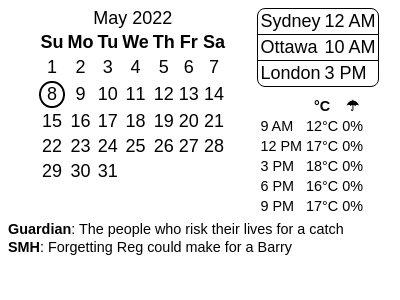 May 2022
Su Mo Tu We Th Fr Sa
1 2 3 4 5 6 7
8 9 10 11 12 13 14
15 16 17 18 19 20 21
22 23 24 25 26 27 28
29 30 31
Sydney 12 AM
Ottawa 10 AM
London 3 PM
°C ☂
9 AM 12°C 0%
12 PM 17°C 0%
3 PM 18°C 0%
6 PM 16°C 0%
9 PM 17°C 0%
Guardian: The people who risk their lives for a catch
SMH: Forgetting Reg could make for a Barry